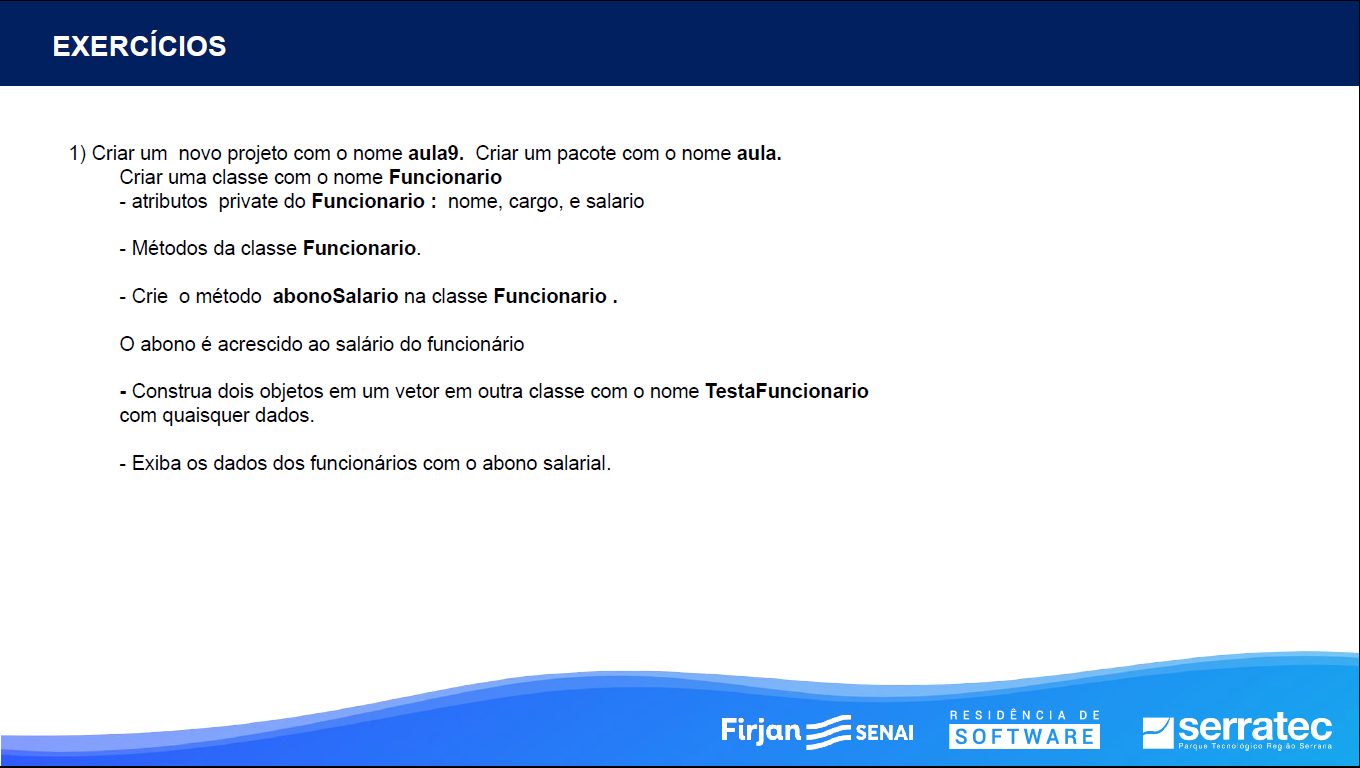 EXERCÍCIOS
1) Criar um  novo projeto com o nome aula9.  Criar um pacote com o nome aula.
Criar uma classe com o nome Funcionario
- atributos  private do Funcionario :  nome, cargo, e salario
- Métodos da classe Funcionario.
- Crie  o método  abonoSalario na classe Funcionario .
O abono é acrescido ao salário do funcionário
- Construa dois objetos em um vetor em outra classe com o nome TestaFuncionario
com quaisquer dados.
- Exiba os dados dos funcionários com o abono salarial.
Firjan SENAI
RESIDÊNCIA DE
SOFTWARE
serratec
Parque Tecnológico Região Serrana